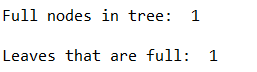 Full nodes in tree:  1
Leaves that are full:  1